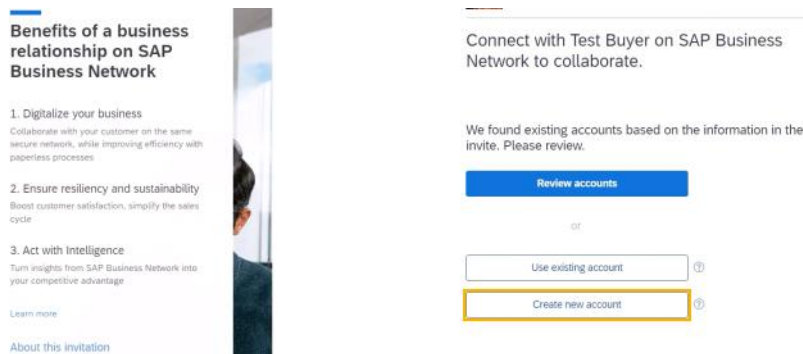 Benefits of a business
relationship on SAP
Business Network
1. Digitalize your business
Collaborate with your customer on the same
secure network, while improving efficiency with
paperless processes
2. Ensure resiliency and sustainability
Boost customer satisfaction, simplify the sales
cycle
3. Act with Intelligence
Turn insights from SAP Business Network into
your competitive advantage
Learn more
About this invitation
Connect with Test Buyer on SAP Business
Network to collaborate.
We found existing accounts based on the information in the
invite. Please review.
Review accounts
or
Use existing account
Create new account